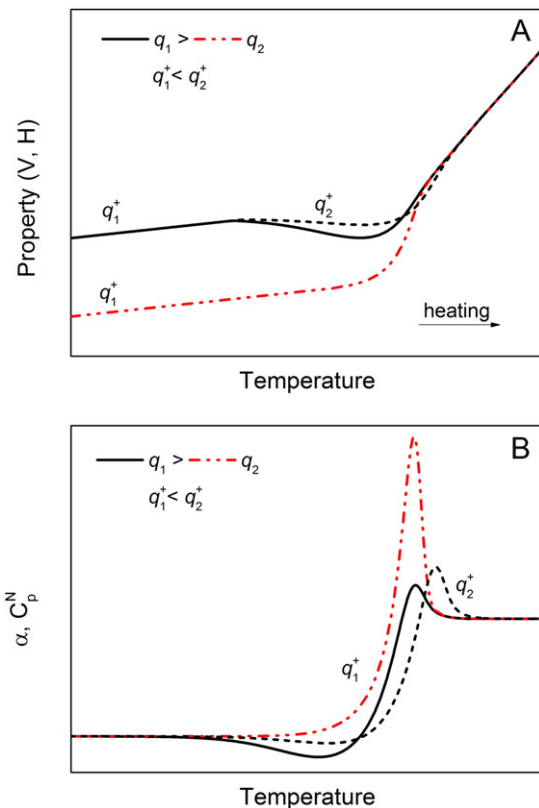 A
q₁ > q₂
q₁⁺ < q₂⁺
q₁⁺
q₂⁺
q₁⁺
heating
Property (V, H)
Temperature
B
q₁ > q₂
q₁⁺ < q₂⁺
q₂⁺
q₁⁺
α, Cₚᴺ
Temperature